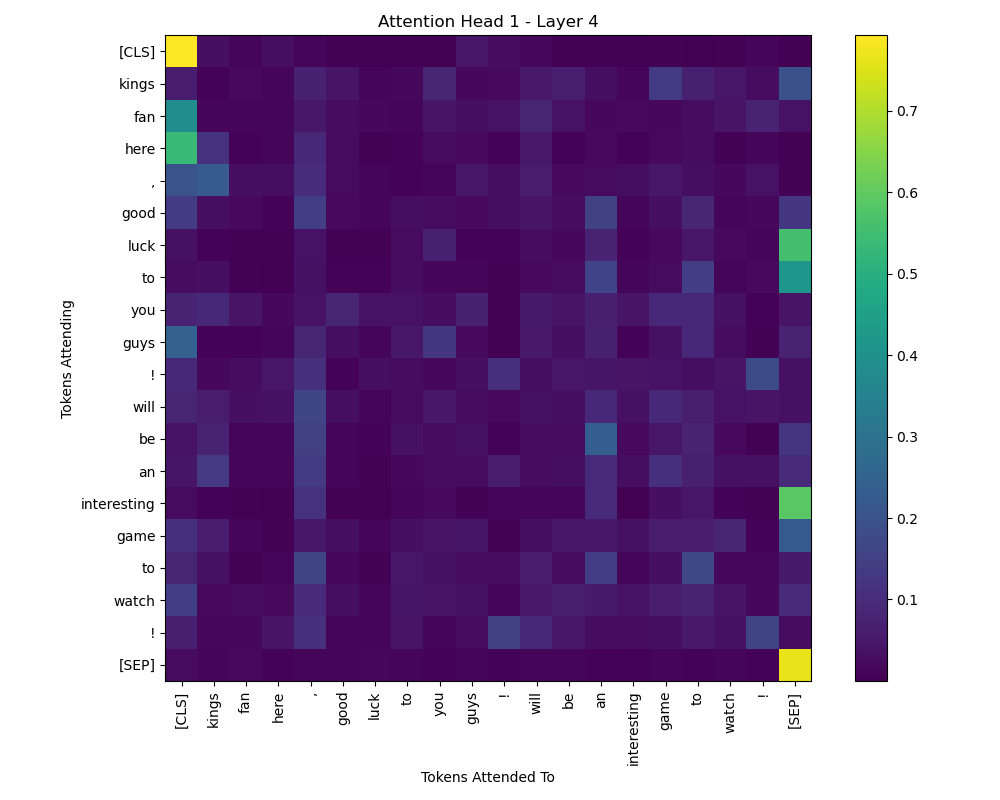 Attention Head 1 - Layer 4
[CLS]
kings
fan
here
,
good
luck
to
you
guys
!
will
be
an
interesting
game
to
watch
!
[SEP]
Tokens Attending
[CLS]
kings
fan
here
,
good
luck
to
you
guys
!
will
be
an
interesting
game
to
watch
!
[SEP]
Tokens Attended To
0.7
0.6
0.5
0.4
0.3
0.2
0.1